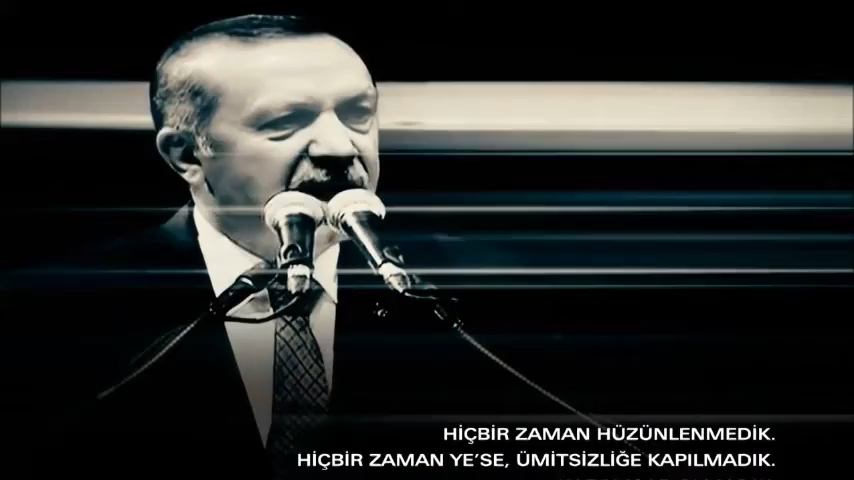 HİÇBİR ZAMAN HÜZÜNLENMEDİK.
HİÇBİR ZAMAN YE'SE, ÜMİTSİZLİĞE KAPILMADIK.